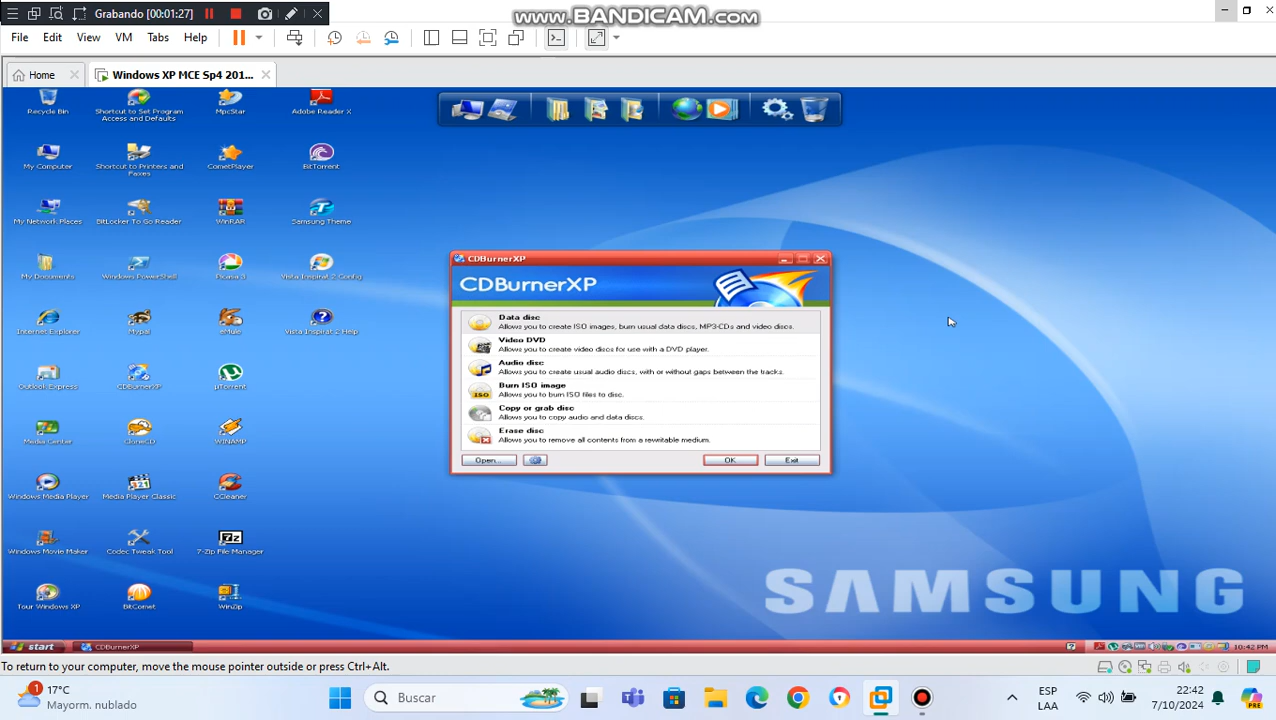 Grabando [00:01:27]
www.BANDICAM.com
File Edit View VM Tabs Help
Home
Windows XP MCE Sp4 201...
Recycle Bin
Shortcut to Set Program Access and Defaults
MpcStar
Adobe Reader X
My Computer
Shortcut to Printers and Faxes
CometPlayer
BitTorrent
My Network Places
BitLocker To Go Reader
WinRAR
Samsung Theme
My Documents
Windows PowerShell
Picasa 3
Vista Inspirat 2 Config
Internet Explorer
Mypal
eMule
Vista Inspirat 2 Help
Outlook Express
CDBurnerXP
µTorrent
Media Center
CloneCD
WINAMP
Windows Media Player
Media Player Classic
CCleaner
Windows Movie Maker
Codec Tweak Tool
7-Zip File Manager
Tour Windows XP
BitComet
WinZip
CDBurnerXP
CDBurnerXP
Data disc
Allows you to create ISO images, burn usual data discs, MP3-CDs and video discs.
Video DVD
Allows you to create video discs for use with a DVD player.
Audio disc
Allows you to create usual audio discs, with or without gaps between the tracks.
Burn ISO image
Allows you to burn ISO files to disc.
Copy or grab disc
Allows you to copy audio and data discs.
Erase disc
Allows you to remove all contents from a rewritable medium.
Open... OK Exit
SAMSUNG
start CDBurnerXP 10:42 PM
To return to your computer, move the mouse pointer outside or press Ctrl+Alt.
1
17°C
Mayorm. nublado
Buscar
ESP
LAA
22:42
7/10/2024
PRE